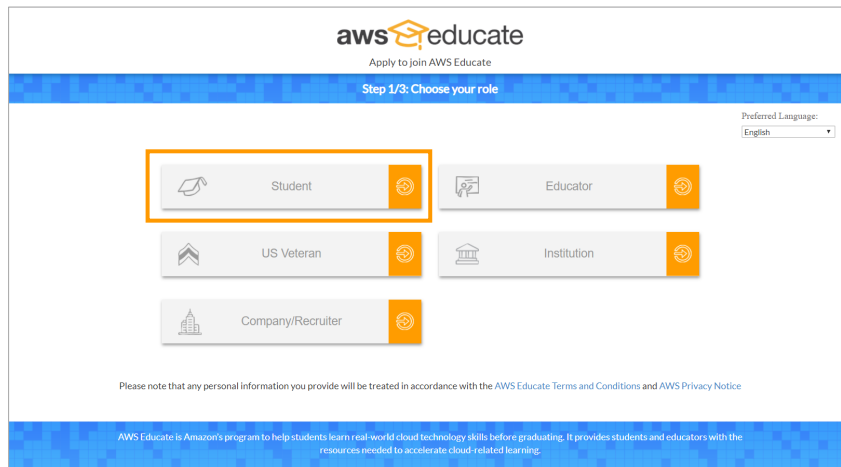 aws educate
Apply to join AWS Educate
Step 1/3: Choose your role
Preferred Language:
English
Student
Educator
US Veteran
Institution
Company/Recruiter
Please note that any personal information you provide will be treated in accordance with the AWS Educate Terms and Conditions and AWS Privacy Notice
AWS Educate is Amazon's program to help students learn real-world cloud technology skills before graduating. It provides students and educators with the
resources needed to accelerate cloud-related learning.